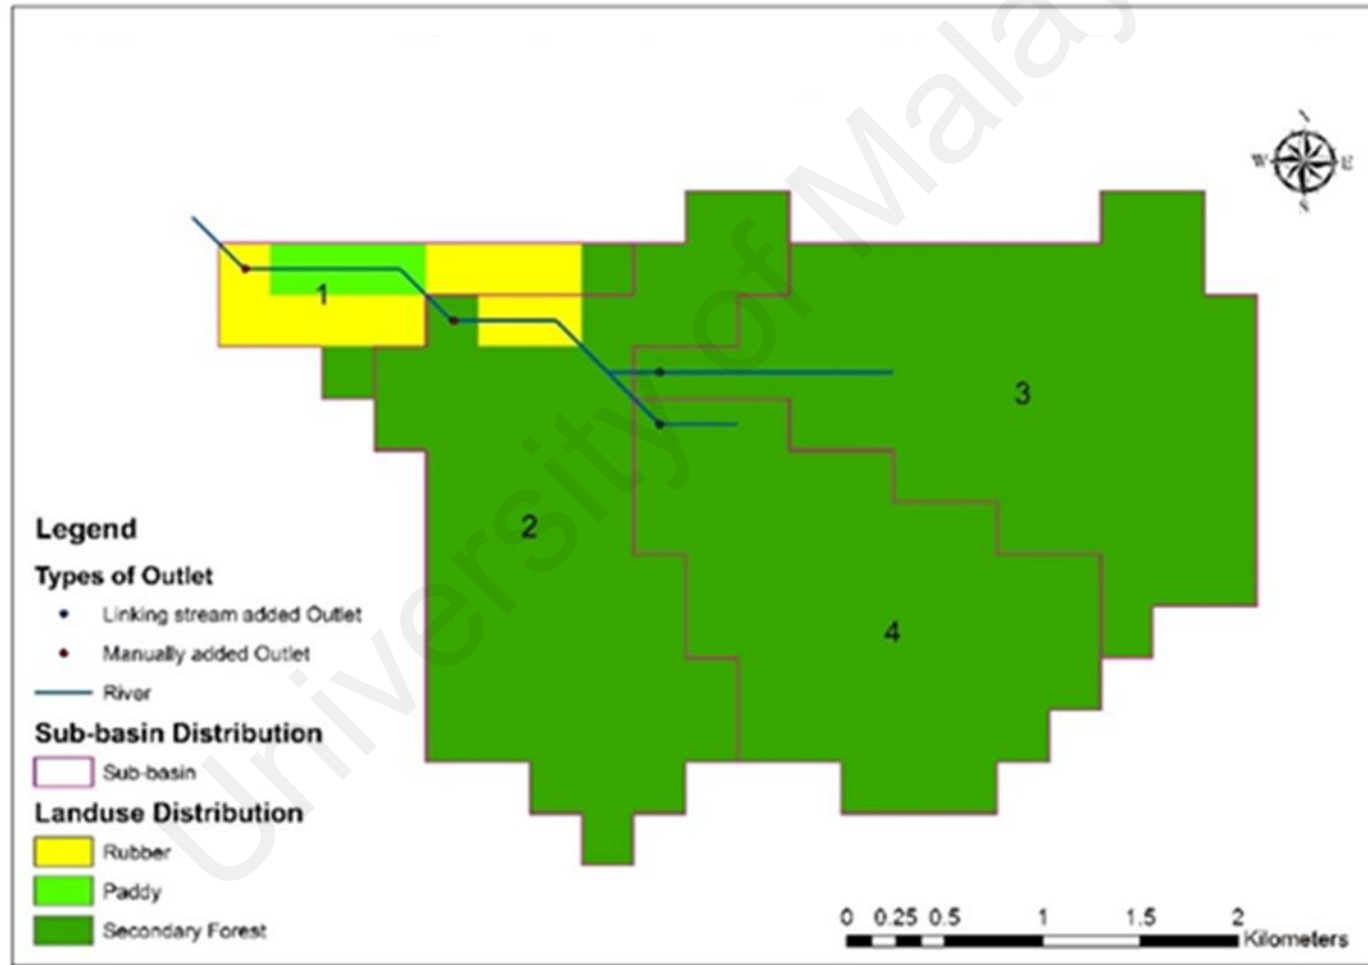 N
W
E
S
1
3
2
4
Legend
Types of Outlet
Linking stream added Outlet
Manually added Outlet
River
Sub-basin Distribution
Sub-basin
Landuse Distribution
Rubber
Paddy
Secondary Forest
0 0.25 0.5 1 1.5 2
Kilometers
University of Malay